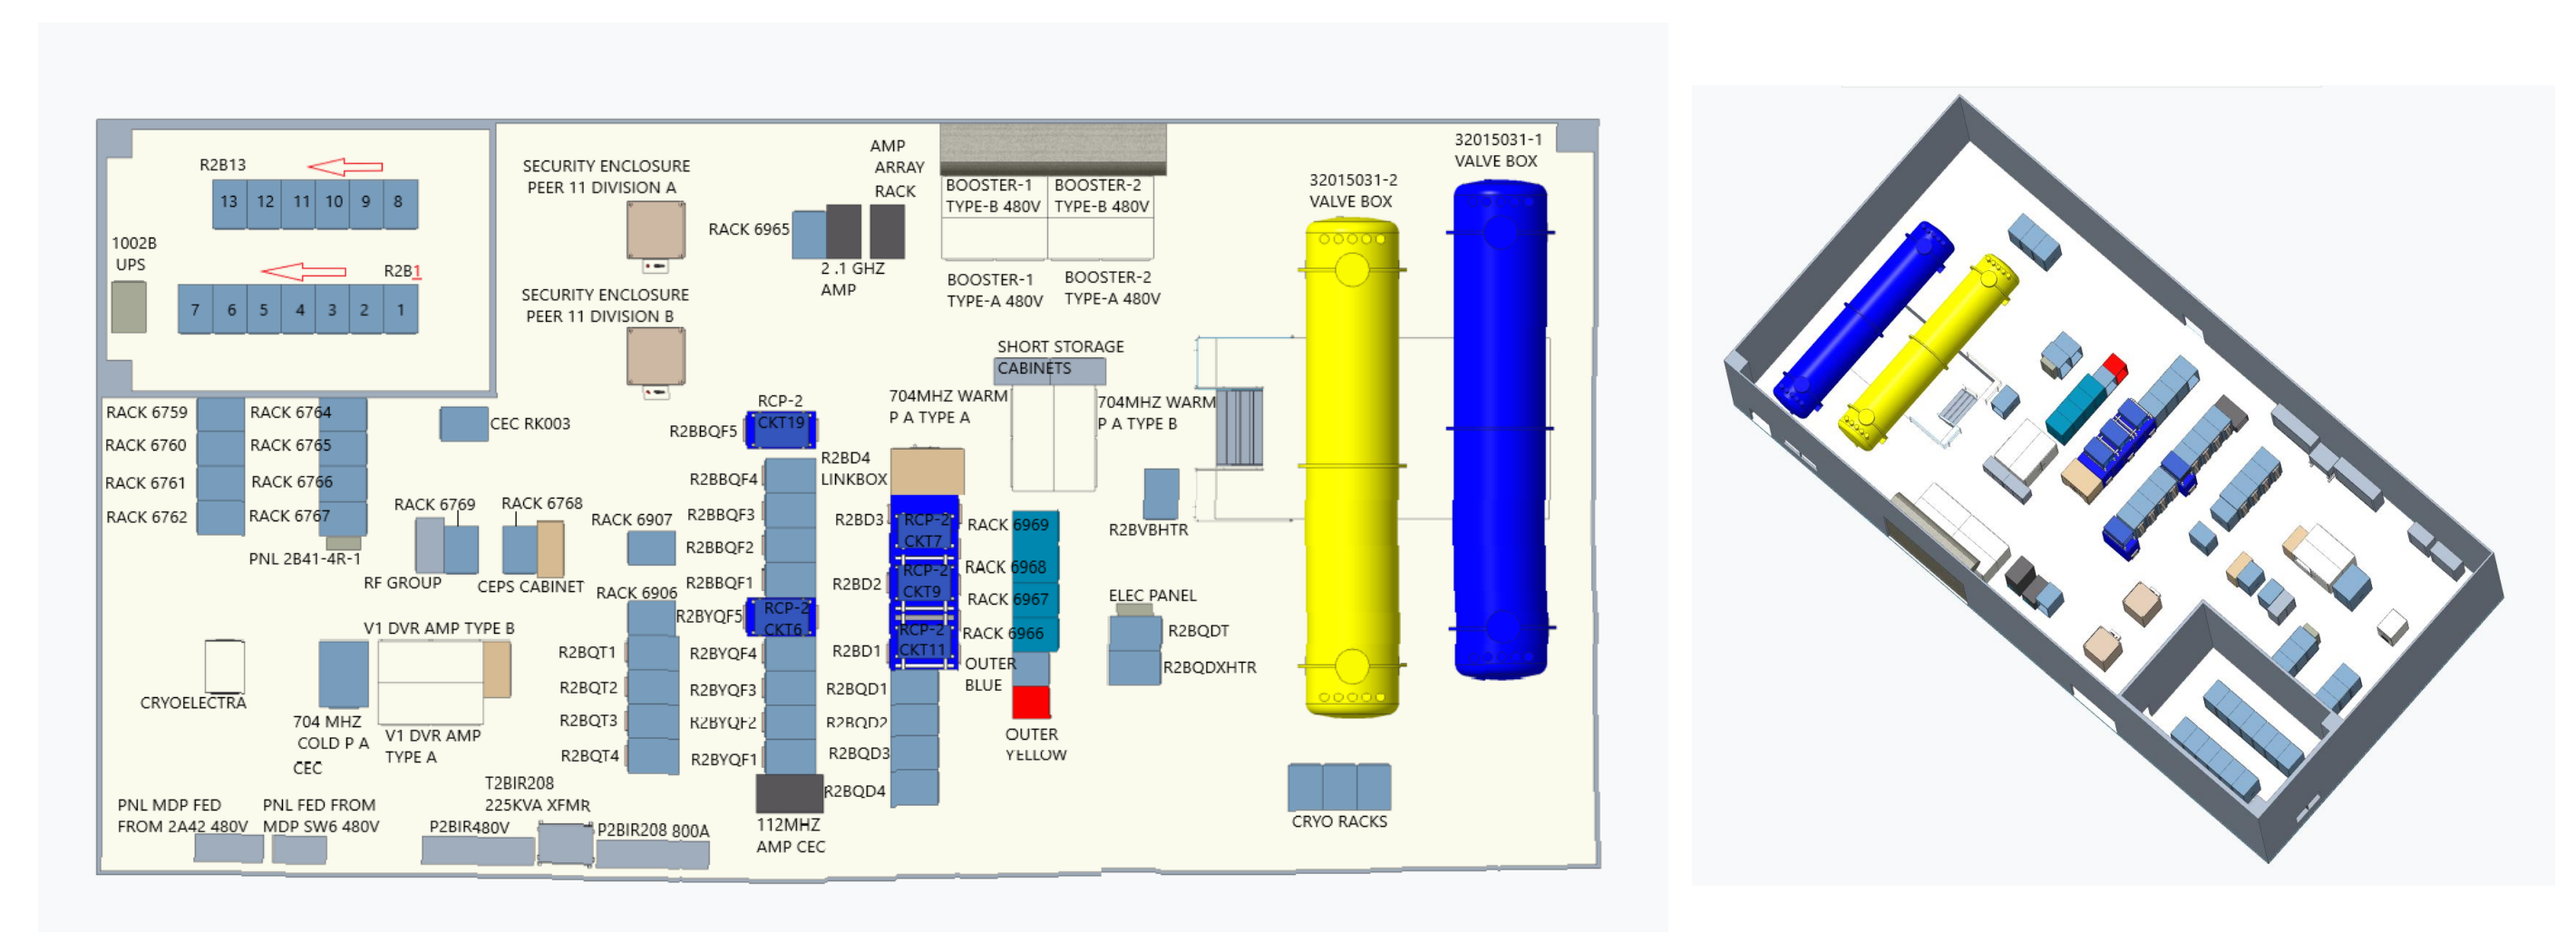 R2B13
13 12 11 10 9 8
1002B
UPS
R2B1
7 6 5 4 3 2 1
SECURITY ENCLOSURE
PEER 11 DIVISION A
SECURITY ENCLOSURE
PEER 11 DIVISION B
RACK 6965
AMP
ARRAY
RACK
2 .1 GHZ
AMP
BOOSTER-1
TYPE-B 480V
BOOSTER-2
TYPE-B 480V
BOOSTER-1
TYPE-A 480V
BOOSTER-2
TYPE-A 480V
32015031-2
VALVE BOX
32015031-1
VALVE BOX
SHORT STORAGE
CABINETS
704MHZ WARM
P A TYPE A
704MHZ WARM
P A TYPE B
RACK 6759
RACK 6760
RACK 6761
RACK 6762
RACK 6764
RACK 6765
RACK 6766
RACK 6767
PNL 2B41-4R-1
CEC RK003
RACK 6769
RF GROUP
RACK 6768
CEPS CABINET
RACK 6907
RACK 6906
R2BQT1
R2BQT2
R2BQT3
R2BQT4
RCP-2
CKT19
R2BBQF5
R2BBQF4
R2BBQF3
R2BBQF2
R2BBQF1
R2BYQF5
RCP-2
CKT6
R2BYQF4
R2BYQF3
R2BYQF2
R2BYQF1
112MHZ
AMP CEC
R2BD4
LINKBOX
R2BD3
RCP-2
CKT7
R2BD2
RCP-2
CKT9
R2BD1
RCP-2
CKT11
R2BQD1
R2BQD2
R2BQD3
R2BQD4
RACK 6969
RACK 6968
RACK 6967
RACK 6966
OUTER
BLUE
OUTER
YELLOW
R2BVBHTR
ELEC PANEL
R2BQDT
R2BQDXHTR
CRYO RACKS
CRYOELECTRA
704 MHZ
COLD P A
CEC
V1 DVR AMP TYPE B
V1 DVR AMP
TYPE A
PNL MDP FED
FROM 2A42 480V
PNL FED FROM
MDP SW6 480V
P2BIR480V
T2BIR208
225KVA XFMR
P2BIR208 800A